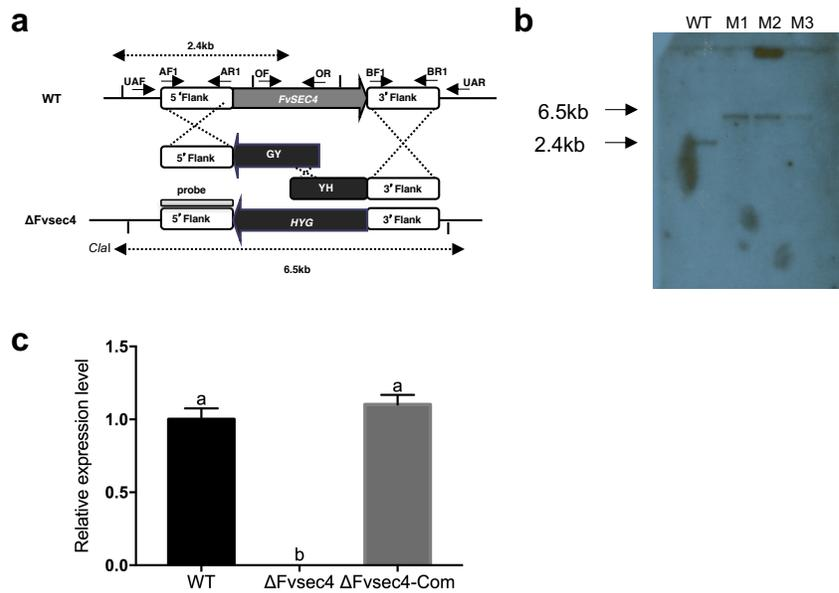 a
2.4kb
UAF AF1 AR1 OF OR BF1 BR1 UAR
WT 5′Flank FvSEC4 3′ Flank
5′ Flank GY
YH 3′ Flank
probe
ΔFvsec4 5′ Flank HYG 3′ Flank
ClaI
6.5kb
b
WT M1 M2 M3
6.5kb
2.4kb
c
Relative expression level
1.5
1.0
0.5
0.0
a
b
a
WT ΔFvsec4 ΔFvsec4-Com